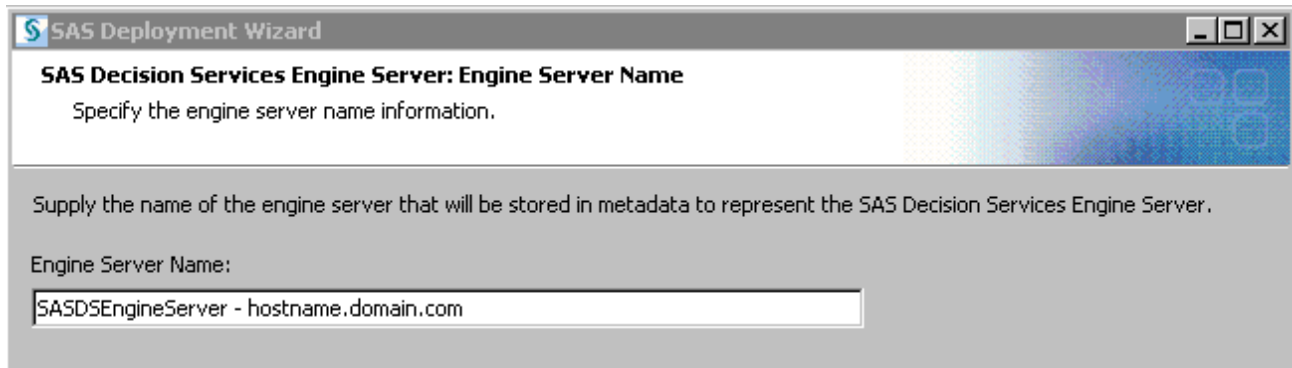 SAS Deployment Wizard
SAS Decision Services Engine Server: Engine Server Name
Specify the engine server name information.
Supply the name of the engine server that will be stored in metadata to represent the SAS Decision Services Engine Server.
Engine Server Name:
SASDSEngineServer - hostname.domain.com